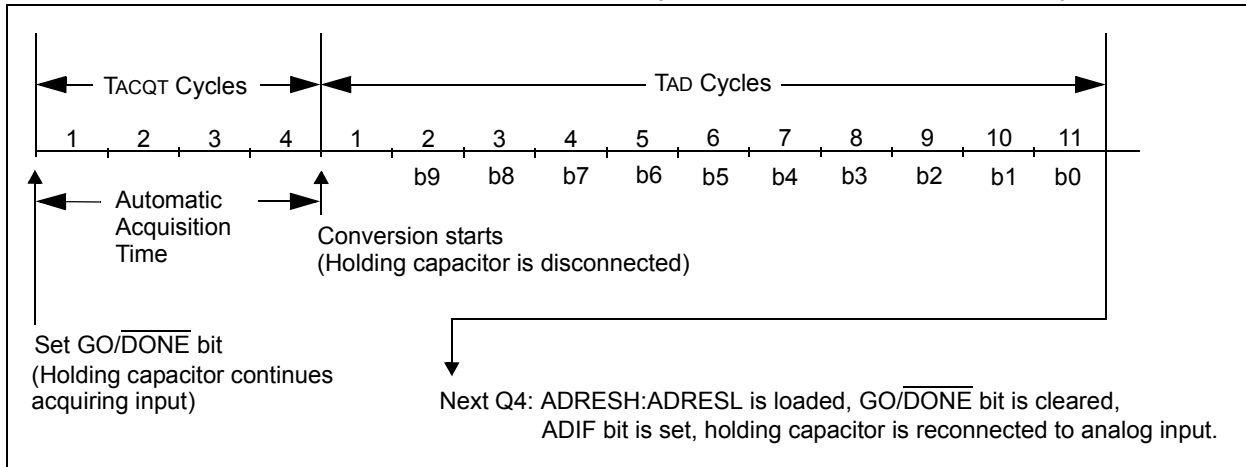 TACQT Cycles
TAD Cycles
1 2 3 4 1 2 3 4 5 6 7 8 9 10 11
b9 b8 b7 b6 b5 b4 b3 b2 b1 b0
Automatic
Acquisition
Time
Conversion starts
(Holding capacitor is disconnected)
Set GO/DONE bit
(Holding capacitor continues
acquiring input)
Next Q4: ADRESH:ADRESL is loaded, GO/DONE bit is cleared,
ADIF bit is set, holding capacitor is reconnected to analog input.